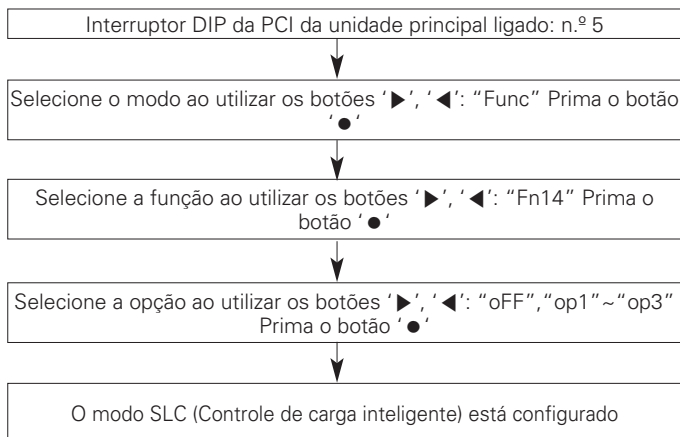 Interruptor DIP da PCI da unidade principal ligado: n.º 5
Selecione o modo ao utilizar os botões ‘▶’, ‘◀’: “Func” Prima o botão
‘●‘
Selecione a função ao utilizar os botões ‘▶’, ‘◀’: “Fn14” Prima o
botão ‘●‘
Selecione a opção ao utilizar os botões ‘▶’, ‘◀’: “oFF”,“op1”~“op3”
Prima o botão ‘●‘
O modo SLC (Controle de carga inteligente) está configurado